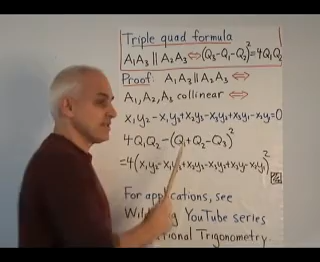 Triple quad formula
A₁A₃ ∥ A₂A₃ ⇔ (Q₃-Q₁-Q₂)²=4Q₁Q₂
Proof: A₁A₃ ∥ A₂A₃ ⇔
A₁, A₂, A₃ collinear ⇔
x₁y₂-x₁y₃+x₂y₃-x₃y₂+x₃y₁-x₂y₁=0
4Q₁Q₂-(Q₁+Q₂-Q₃)²
=4(x₁y₂-x₁y₃+x₂y₃-x₃y₂+x₃y₁-x₂y₁)²
For applications, see
YouTube series
Trigonometry.